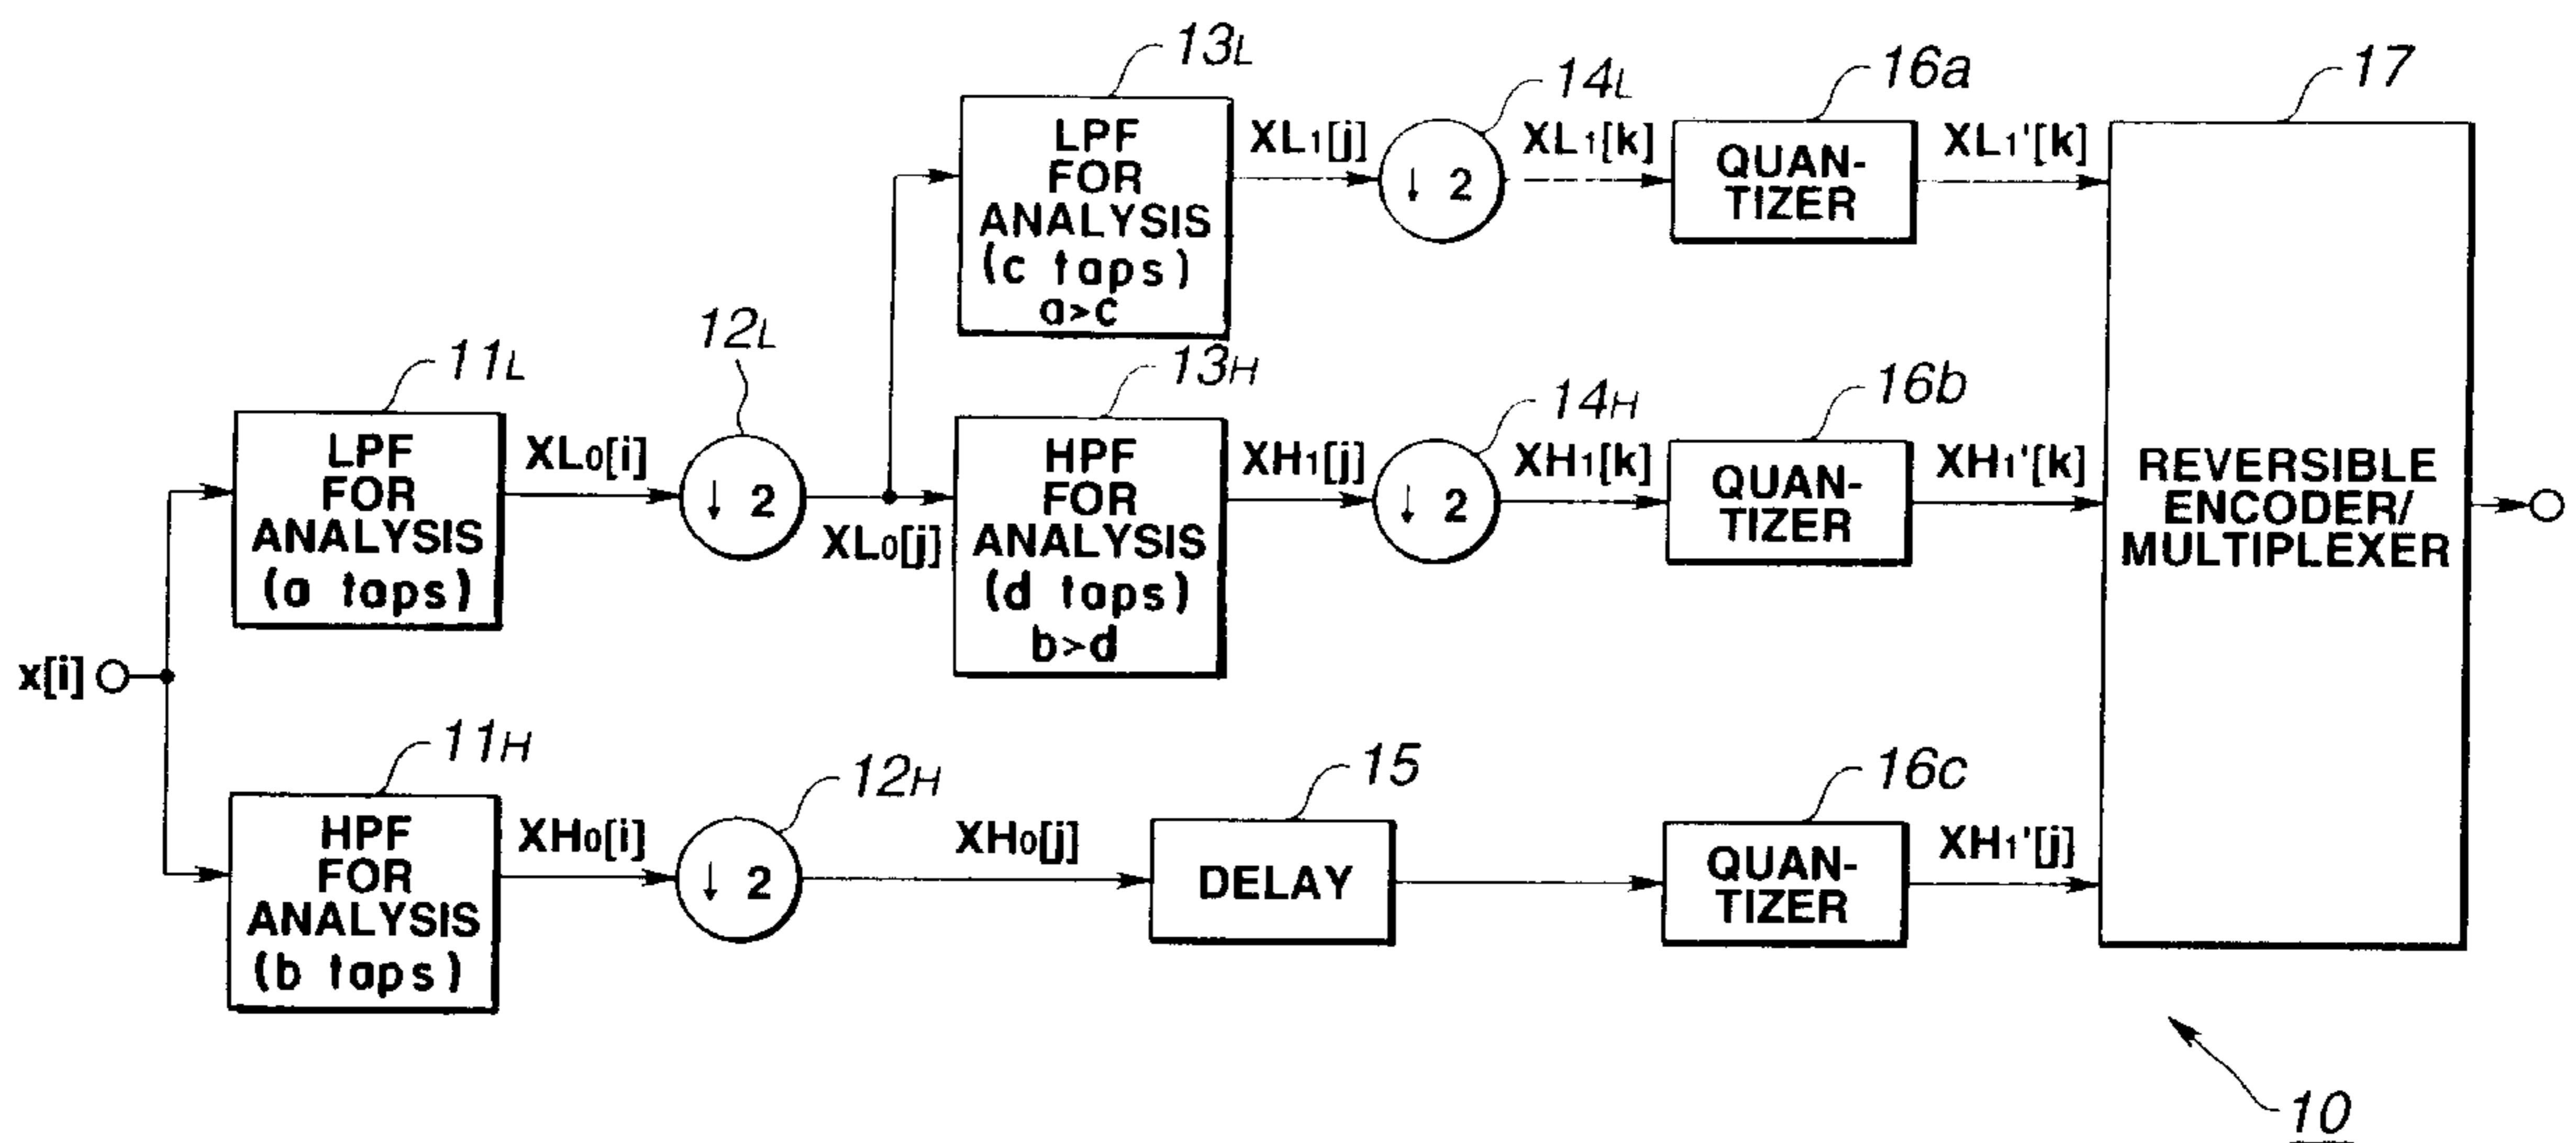 13L
LPF
FOR
ANALYSIS
(c taps)
a>c
XL1[j]
14L
↓ 2
XL1[k]
16a
QUAN-
TIZER
XL1'[k]
17
REVERSIBLE
ENCODER/
MULTIPLEXER
11L
LPF
FOR
ANALYSIS
(a taps)
XL0[i]
12L
↓ 2
XL0[j]
13H
HPF
FOR
ANALYSIS
(d taps)
b>d
XH1[j]
14H
↓ 2
XH1[k]
16b
QUAN-
TIZER
XH1'[k]
x[i]
11H
HPF
FOR
ANALYSIS
(b taps)
XH0[i]
12H
↓ 2
XH0[j]
15
DELAY
16c
QUAN-
TIZER
XH1'[j]
10